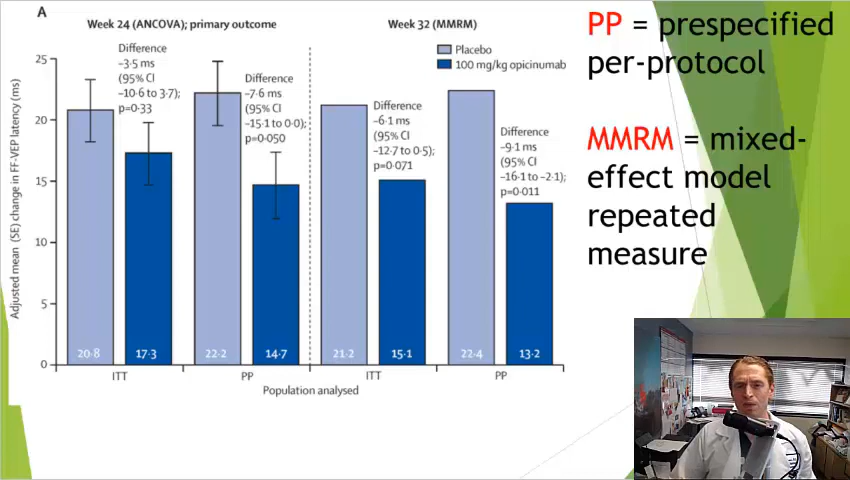 A
Week 24 (ANCOVA); primary outcome
Week 32 (MMRM)
Placebo
100 mg/kg opicinumab
Adjusted mean (SE) change in FF-VEP latency (ms)
25
20
15
10
5
0
Difference
–3·5 ms
(95% CI
–10·6 to 3·7);
p=0·33
Difference
–7·6 ms
(95% CI
–15·1 to 0·0);
p=0·050
Difference
–6·1 ms
(95% CI
–12·7 to 0·5);
p=0·071
Difference
–9·1 ms
(95% CI
–16·1 to –2·1);
p=0·011
20·8
17·3
22·2
14·7
21·2
15·1
22·4
13·2
ITT
PP
ITT
PP
Population analysed
PP = prespecified
per-protocol
MMRM = mixed-
effect model
repeated
measure